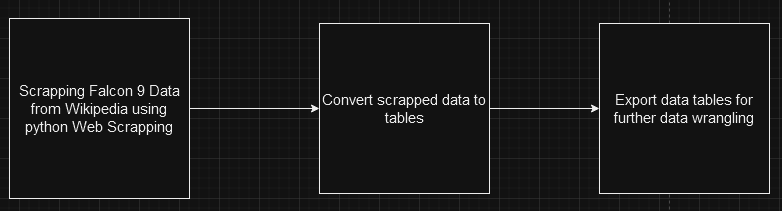 Scrapping Falcon 9 Data
from Wikipedia using
python Web Scrapping
Convert scrapped data to
tables
Export data tables for
further data wrangling